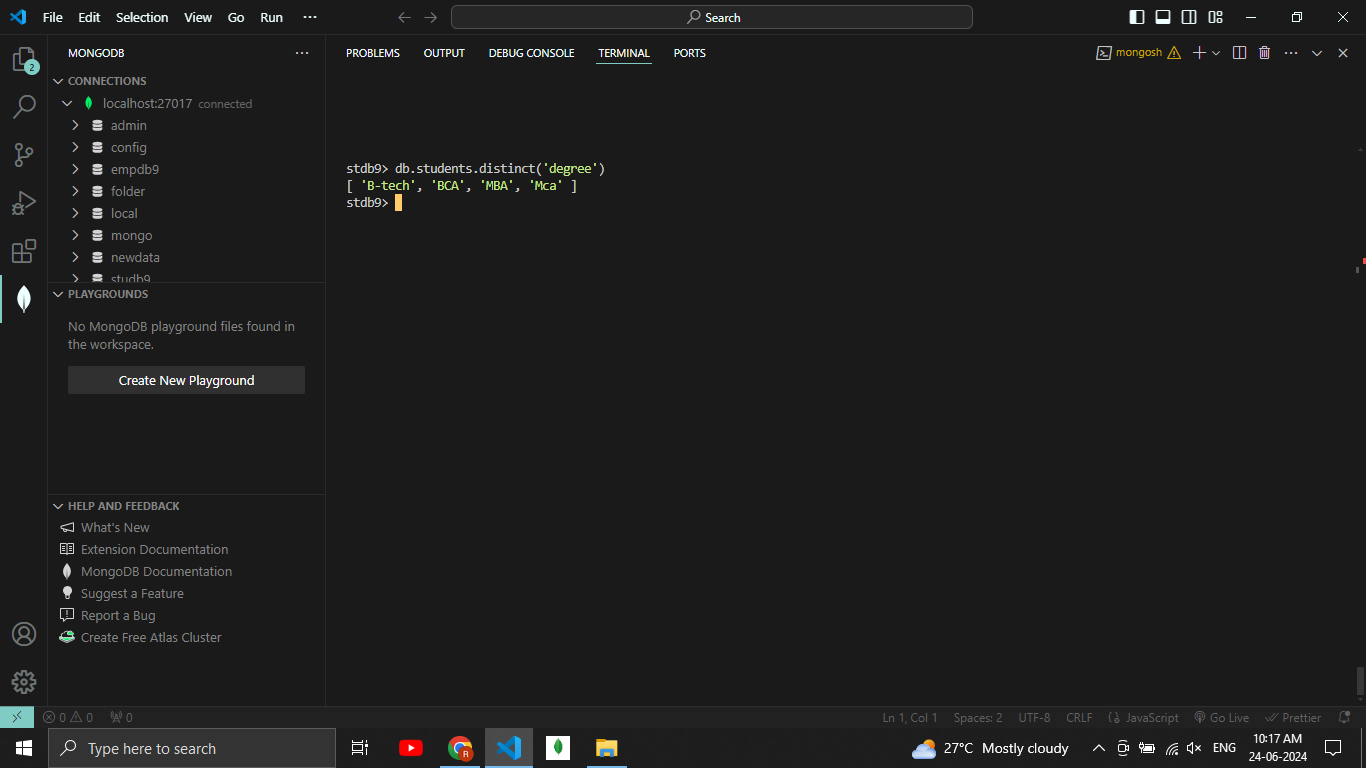 File Edit Selection View Go Run ···
Search
MONGODB ···
CONNECTIONS
localhost:27017 connected
admin
config
empdb9
folder
local
mongo
newdata
studb9
PLAYGROUNDS
No MongoDB playground files found in
the workspace.
Create New Playground
HELP AND FEEDBACK
What's New
Extension Documentation
MongoDB Documentation
Suggest a Feature
Report a Bug
Create Free Atlas Cluster
2
PROBLEMS OUTPUT DEBUG CONSOLE TERMINAL PORTS
mongosh
stdb9> db.students.distinct('degree')
[ 'B-tech', 'BCA', 'MBA', 'Mca' ]
stdb9>
0 0 0
Ln 1, Col 1 Spaces: 2 UTF-8 CRLF {} JavaScript Go Live Prettier
Type here to search
R
27°C Mostly cloudy
ENG
10:17 AM
24-06-2024